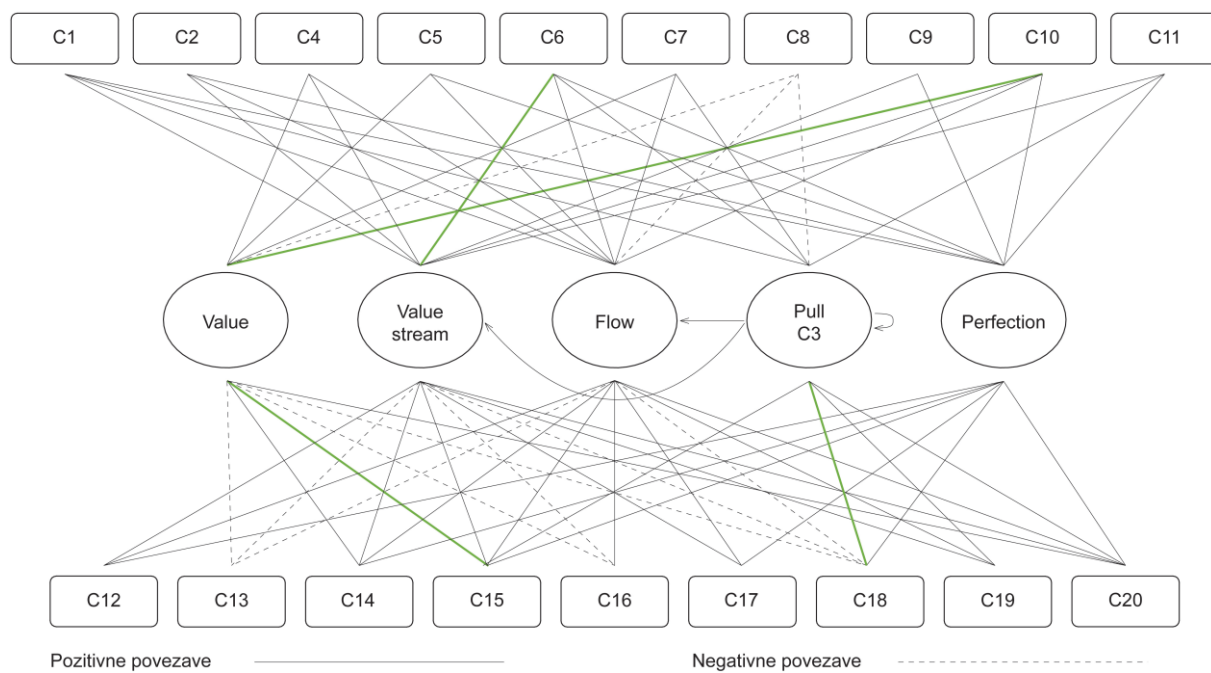 C1
C2
C4
C5
C6
C7
C8
C9
C10
C11
Value
Value
stream
Flow
Pull
C3
Perfection
C12
C13
C14
C15
C16
C17
C18
C19
C20
Pozitivne povezave
Negativne povezave